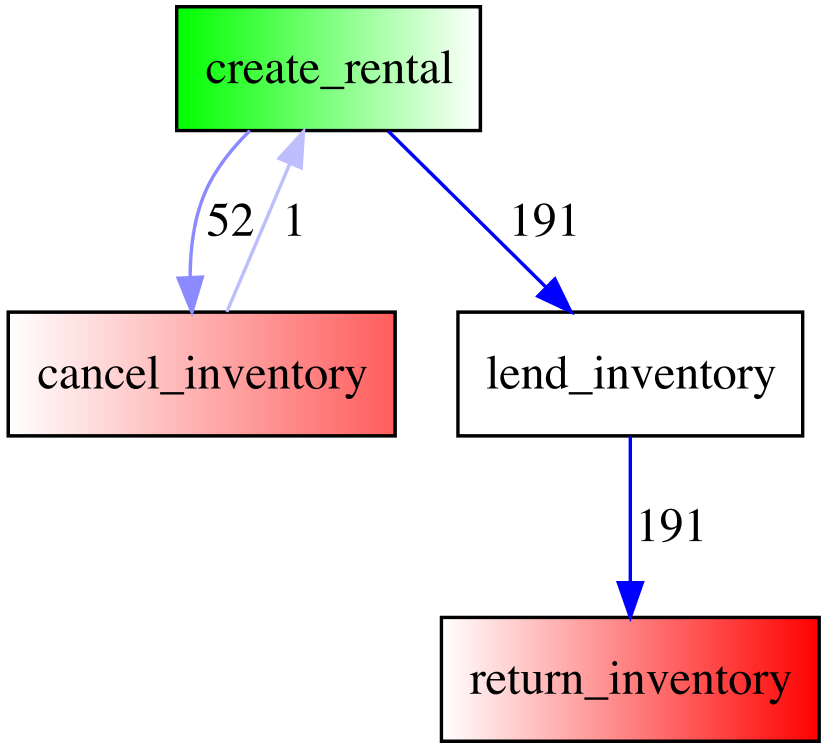 create_rental
52
1
191
cancel_inventory
lend_inventory
191
return_inventory